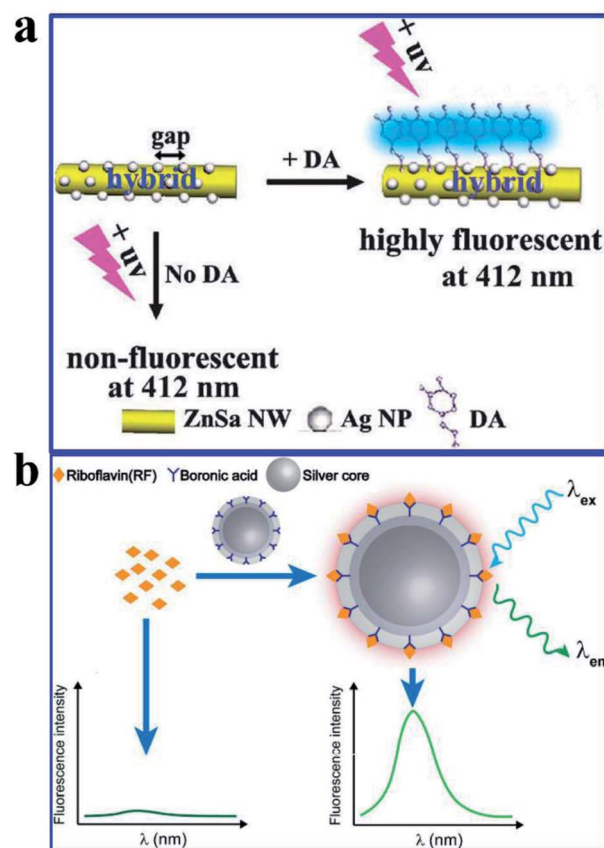 a
+ uv
gap
+ DA
hybrid
hybrid
+ uv
No DA
highly fluorescent
at 412 nm
non-fluorescent
at 412 nm
ZnSa NW
Ag NP
DA
b
Riboflavin(RF)
Boronic acid
Silver core
λex
λem
Fluorescence intensity
λ (nm)
Fluorescence intensity
λ (nm)